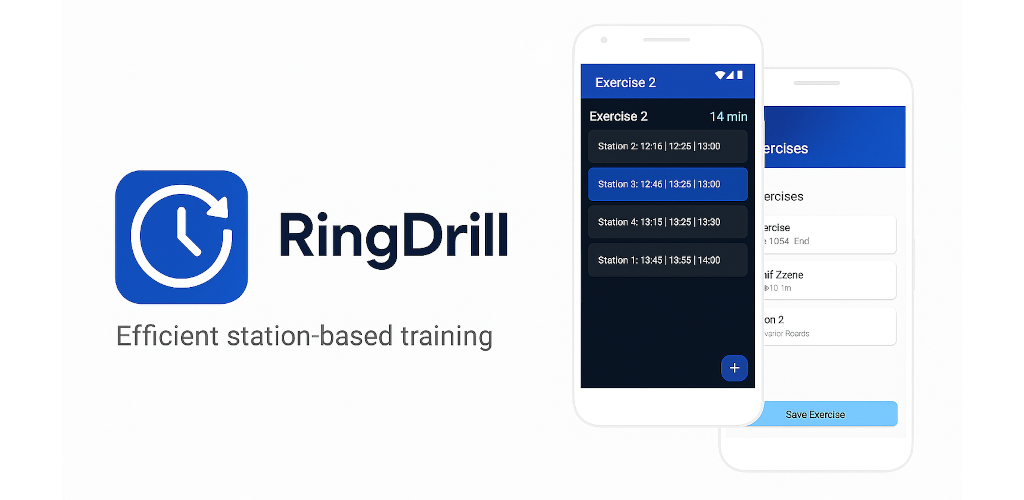 RingDrill
Efficient station-based training
Exercise 2
Exercise 2 14 min
Station 2: 12:16 | 12:25 | 13:00
Station 3: 12:46 | 13:25 | 13:00
Station 4: 13:15 | 13:25 | 13:30
Station 1: 13:45 | 13:55 | 14:00
+
ercises
ercises
ercise
1054 End
if Zzene
10 1m
on 2
varior Roards
Save Exercise